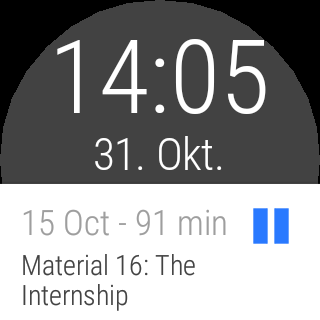 14:05
31. Okt.
15 Oct - 91 min
Material 16: The
Internship